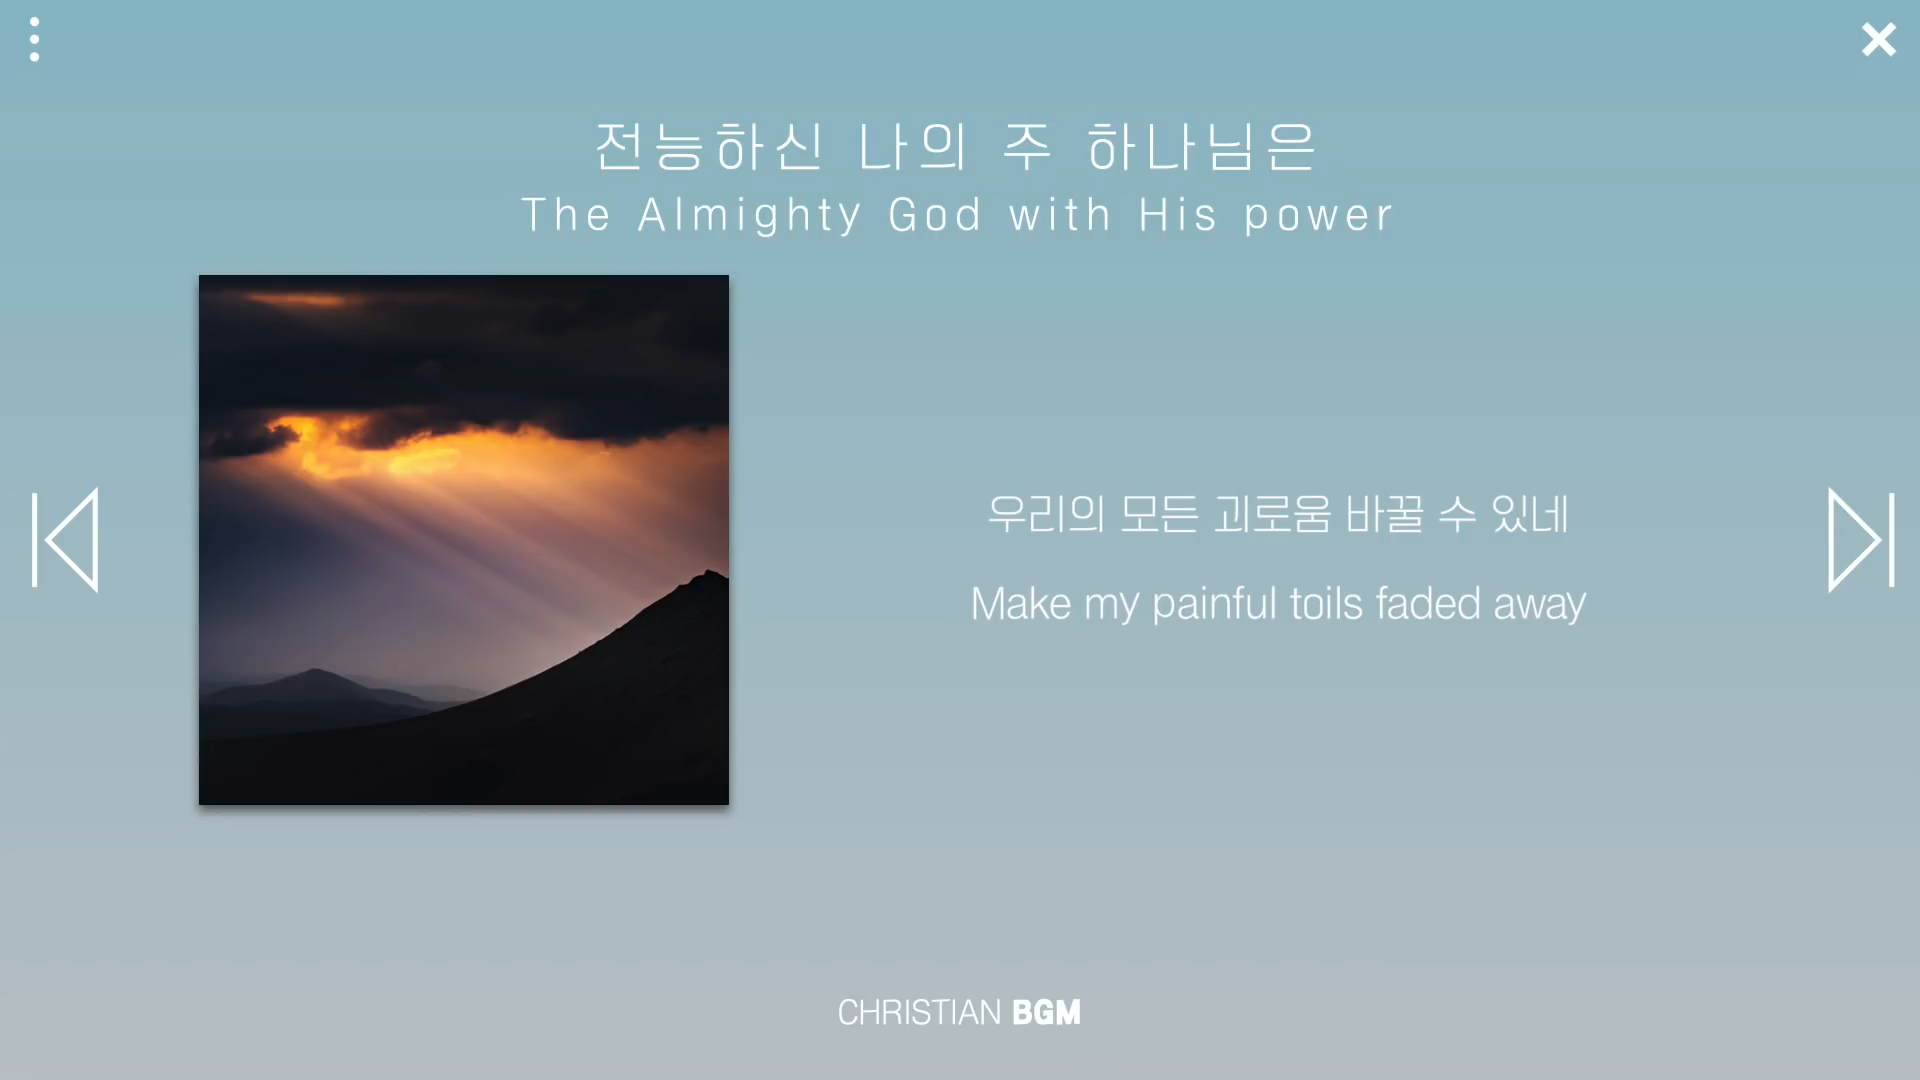 전능하신 나의 주 하나님은
The Almighty God with His power
우리의 모든 괴로움 바꿀 수 있네
Make my painful toils faded away
CHRISTIAN BGM